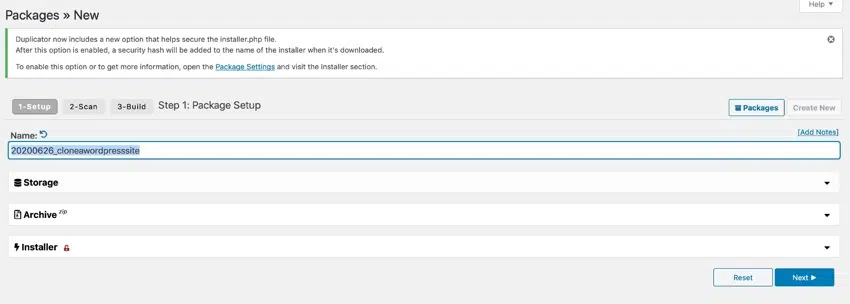 Help ▼
Packages » New
Duplicator now includes a new option that helps secure the installer.php file.
After this option is enabled, a security hash will be added to the name of the installer when it's downloaded.
To enable this option or to get more information, open the Package Settings and visit the Installer section.
1-Setup 2-Scan 3-Build Step 1: Package Setup Packages Create New
Name: [Add Notes]
20200626_cloneawordpresssite
Storage
Archive zip
Installer
Reset Next ▶